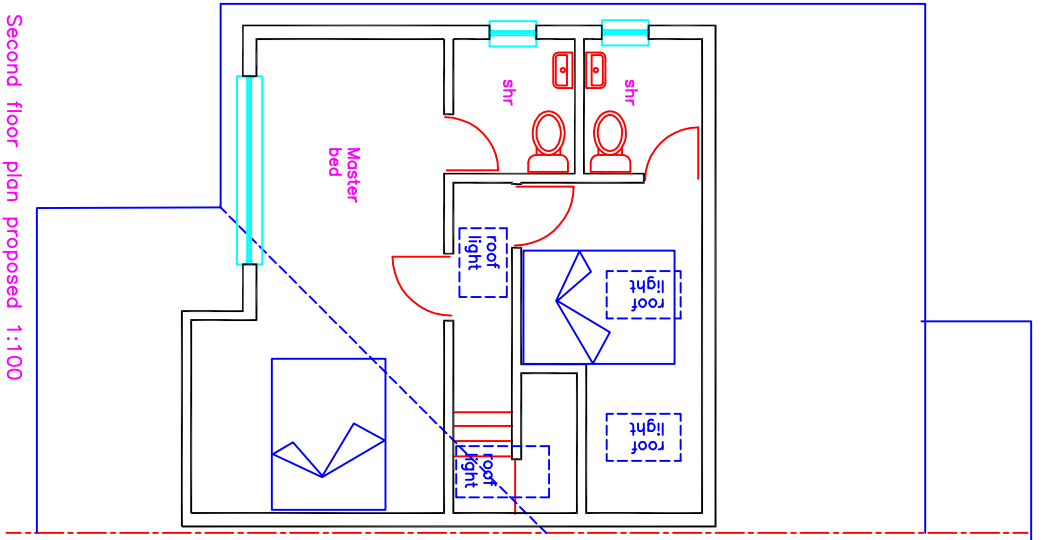 Second floor plan proposed 1:100
shr
shr
Master
bed
roof
light
roof
light
roof
light
roof
light